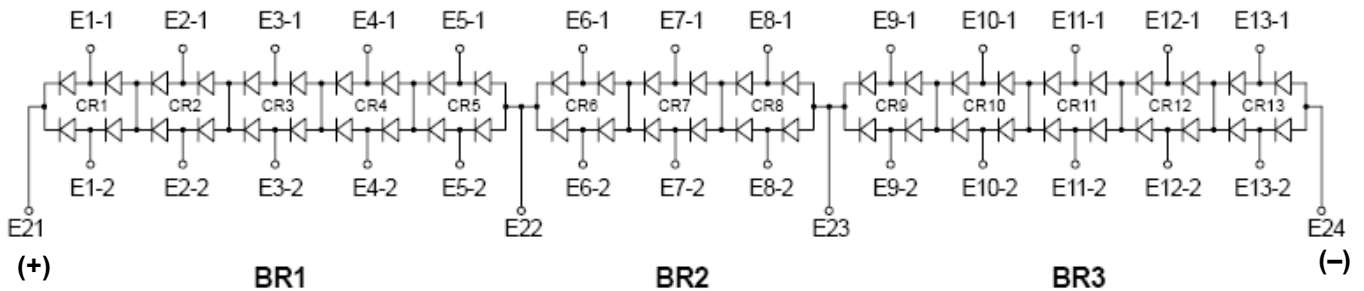 E1-1 E2-1 E3-1 E4-1 E5-1 E6-1 E7-1 E8-1 E9-1 E10-1 E11-1 E12-1 E13-1
CR1 CR2 CR3 CR4 CR5 CR6 CR7 CR8 CR9 CR10 CR11 CR12 CR13
E1-2 E2-2 E3-2 E4-2 E5-2 E6-2 E7-2 E8-2 E9-2 E10-2 E11-2 E12-2 E13-2
E21 E22 E23 E24
(+) (−)
BR1 BR2 BR3